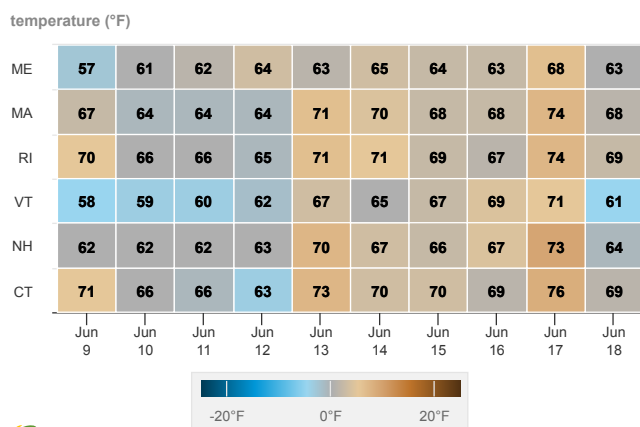 temperature (°F)
ME 57 61 62 64 63 65 64 63 68 63
MA 67 64 64 64 71 70 68 68 74 68
RI 70 66 66 65 71 71 69 67 74 69
VT 58 59 60 62 67 65 67 69 71 61
NH 62 62 62 63 70 67 66 67 73 64
CT 71 66 66 63 73 70 70 69 76 69
Jun Jun Jun Jun Jun Jun Jun Jun Jun Jun
9 10 11 12 13 14 15 16 17 18
-20°F 0°F 20°F